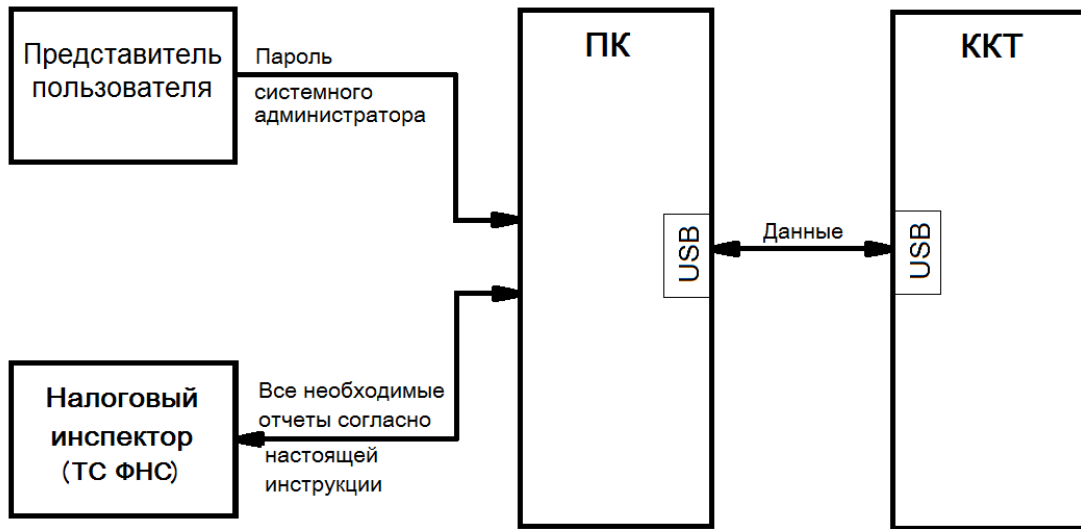 Представитель
пользователя
Пароль
системного
администратора
ПК
ККТ
USB
Данные
USB
Налоговый
инспектор
(ТС ФНС)
Все необходимые
отчеты согласно
настоящей
инструкции